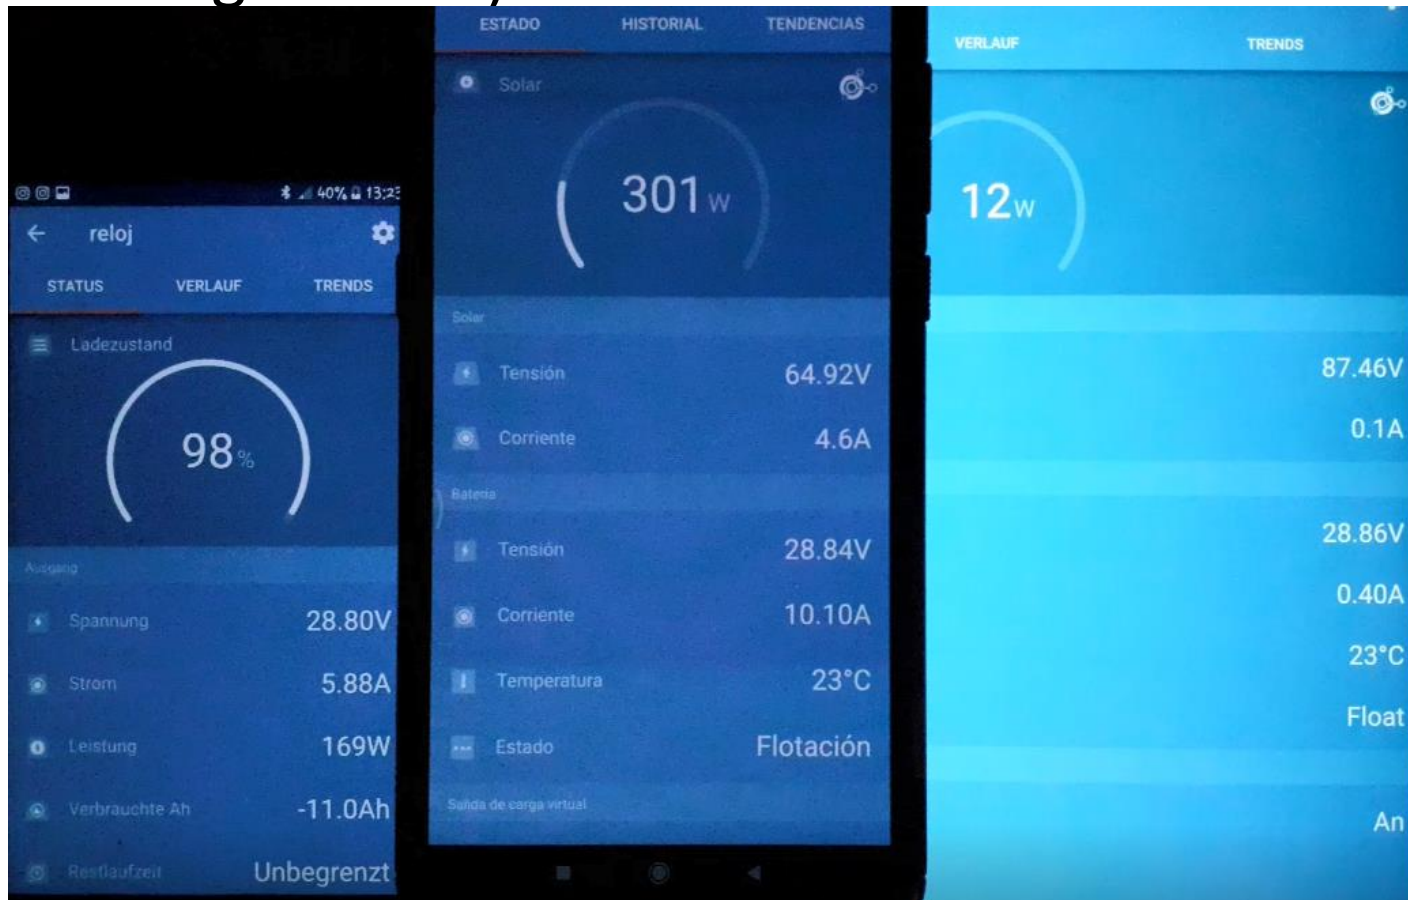 40% 13:23
reloj
STATUS VERLAUF TRENDS
Ladezustand
98%
Ausgang
Spannung 28.80V
Strom 5.88A
Leistung 169W
Verbrauchte Ah -11.0Ah
Restlaufzeit Unbegrenzt
ESTADO HISTORIAL TENDENCIAS
Solar
301W
Solar
Tensión 64.92V
Corriente 4.6A
Batería
Tensión 28.84V
Corriente 10.10A
Temperatura 23°C
Estado Flotación
Salida de carga virtual
VERLAUF TRENDS
12W
87.46V
0.1A
28.86V
0.40A
23°C
Float
An